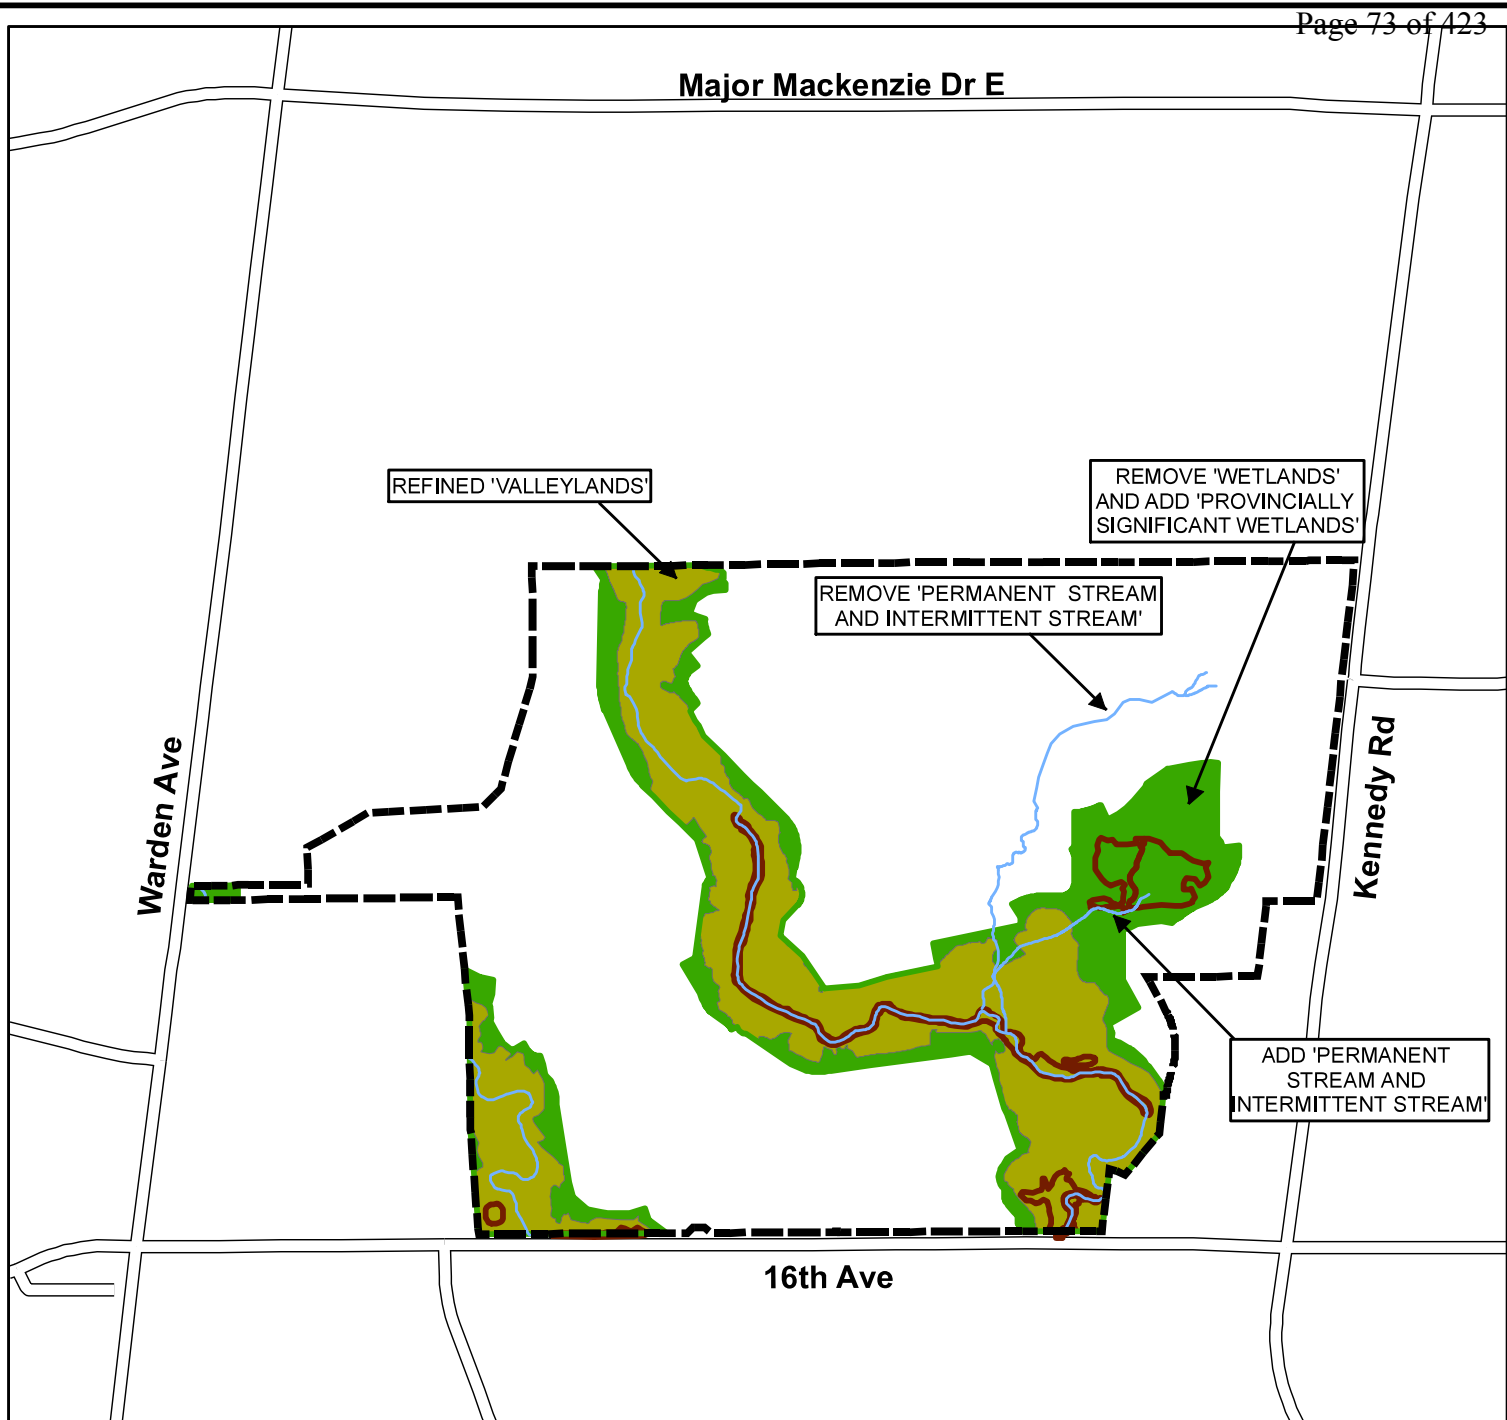 Page 73 of 423
Major Mackenzie Dr E
REFINED 'VALLEYLANDS'
REMOVE 'WETLANDS'
AND ADD 'PROVINCIALLY
SIGNIFICANT WETLANDS'
REMOVE 'PERMANENT STREAM
AND INTERMITTENT STREAM'
Warden Ave
Kennedy Rd
ADD 'PERMANENT
STREAM AND
INTERMITTENT STREAM'
16th Ave